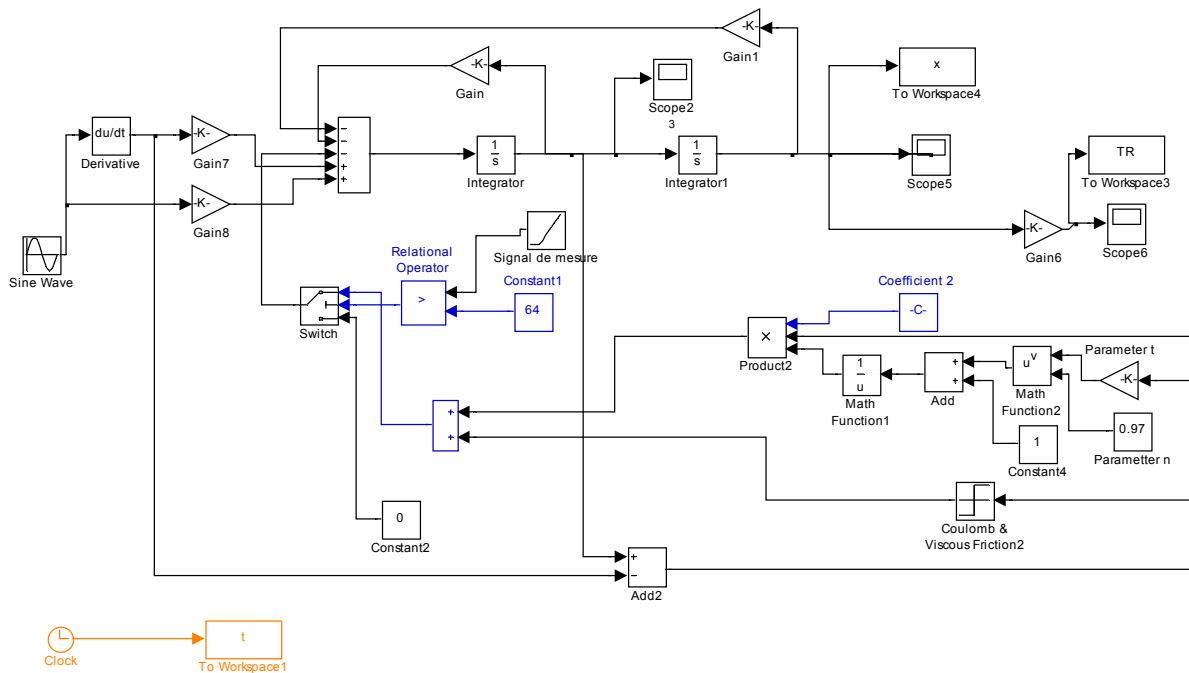 -K-
Gain1
-K-
Gain
Scope2
3
x
To Workspace4
du/dt
Derivative
-K-
Gain7
−
−
−
+
+
1
s
Integrator
1
s
Integrator1
Scope5
TR
To Workspace3
-K-
Gain8
-K-
Gain6
Scope6
Sine Wave
Signal de mesure
Relational
Operator
>
Constant1
64
Switch
Coefficient 2
-C-
×
Product2
1
u
Math
Function1
+
+
Add
u^v
Math
Function2
Parameter t
-K-
0.97
Parametter n
1
Constant4
+
+
0
Constant2
Coulomb &
Viscous Friction2
+
−
Add2
Clock
t
To Workspace1